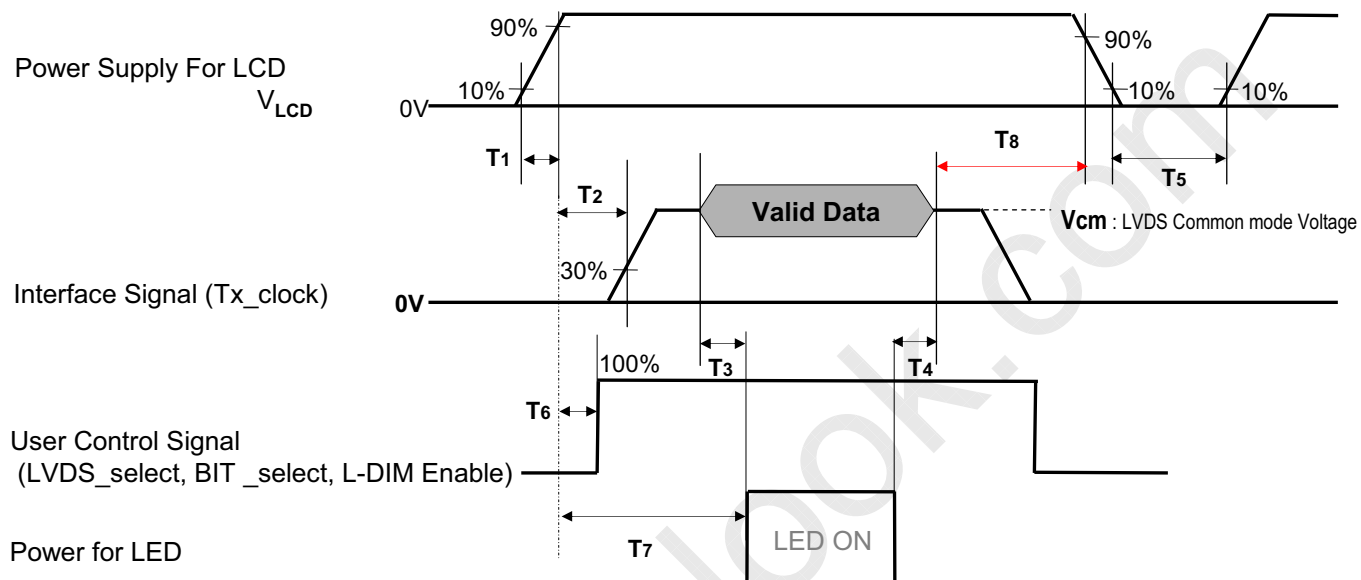 90%
90%
Power Supply For LCD
VLCD
10%
10%
10%
0V
T1
T8
T5
T2
Valid Data
Vcm : LVDS Common mode Voltage
30%
Interface Signal (Tx_clock)
0V
100%
T3
T4
T6
User Control Signal
(LVDS_select, BIT _select, L-DIM Enable)
T7
LED ON
Power for LED
look.com